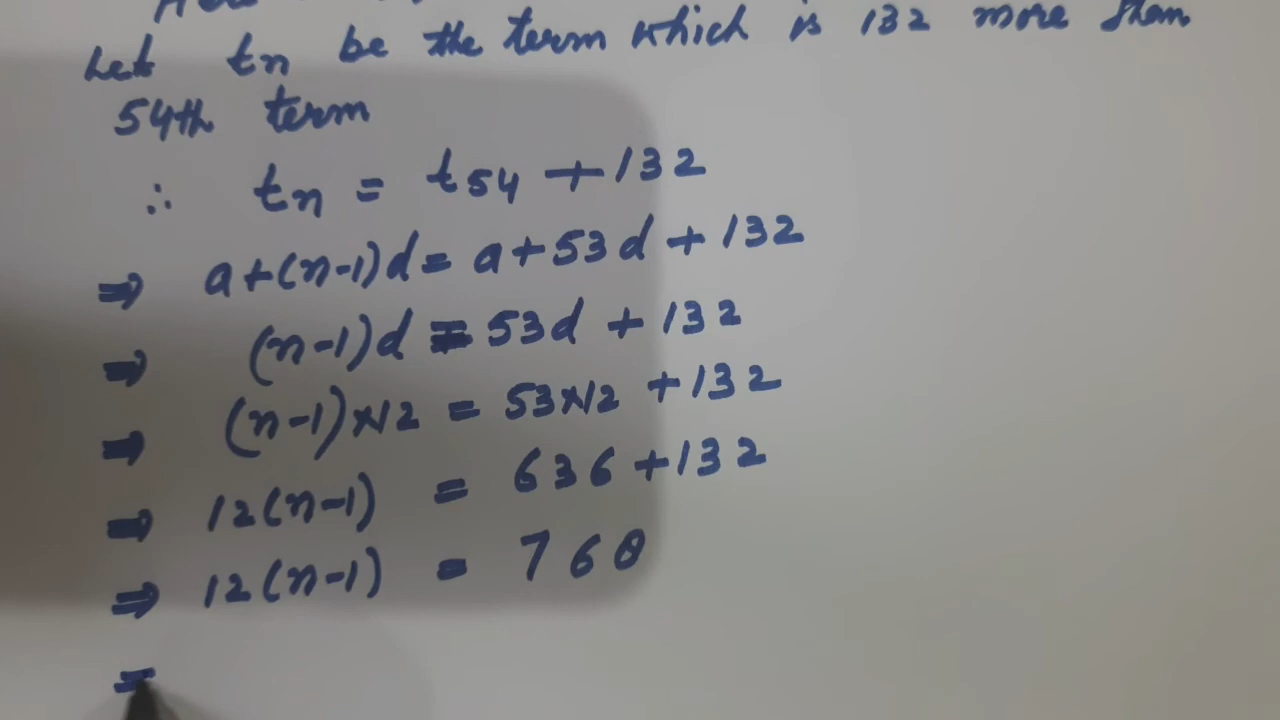 Let tn be the term which is 132 more than
54th term
∴ tn = t54 + 132
⇒ a+(n-1)d = a+53d + 132
⇒ (n-1)d = 53d + 132
⇒ (n-1)×12 = 53×12 + 132
⇒ 12(n-1) = 636 + 132
⇒ 12(n-1) = 768
=